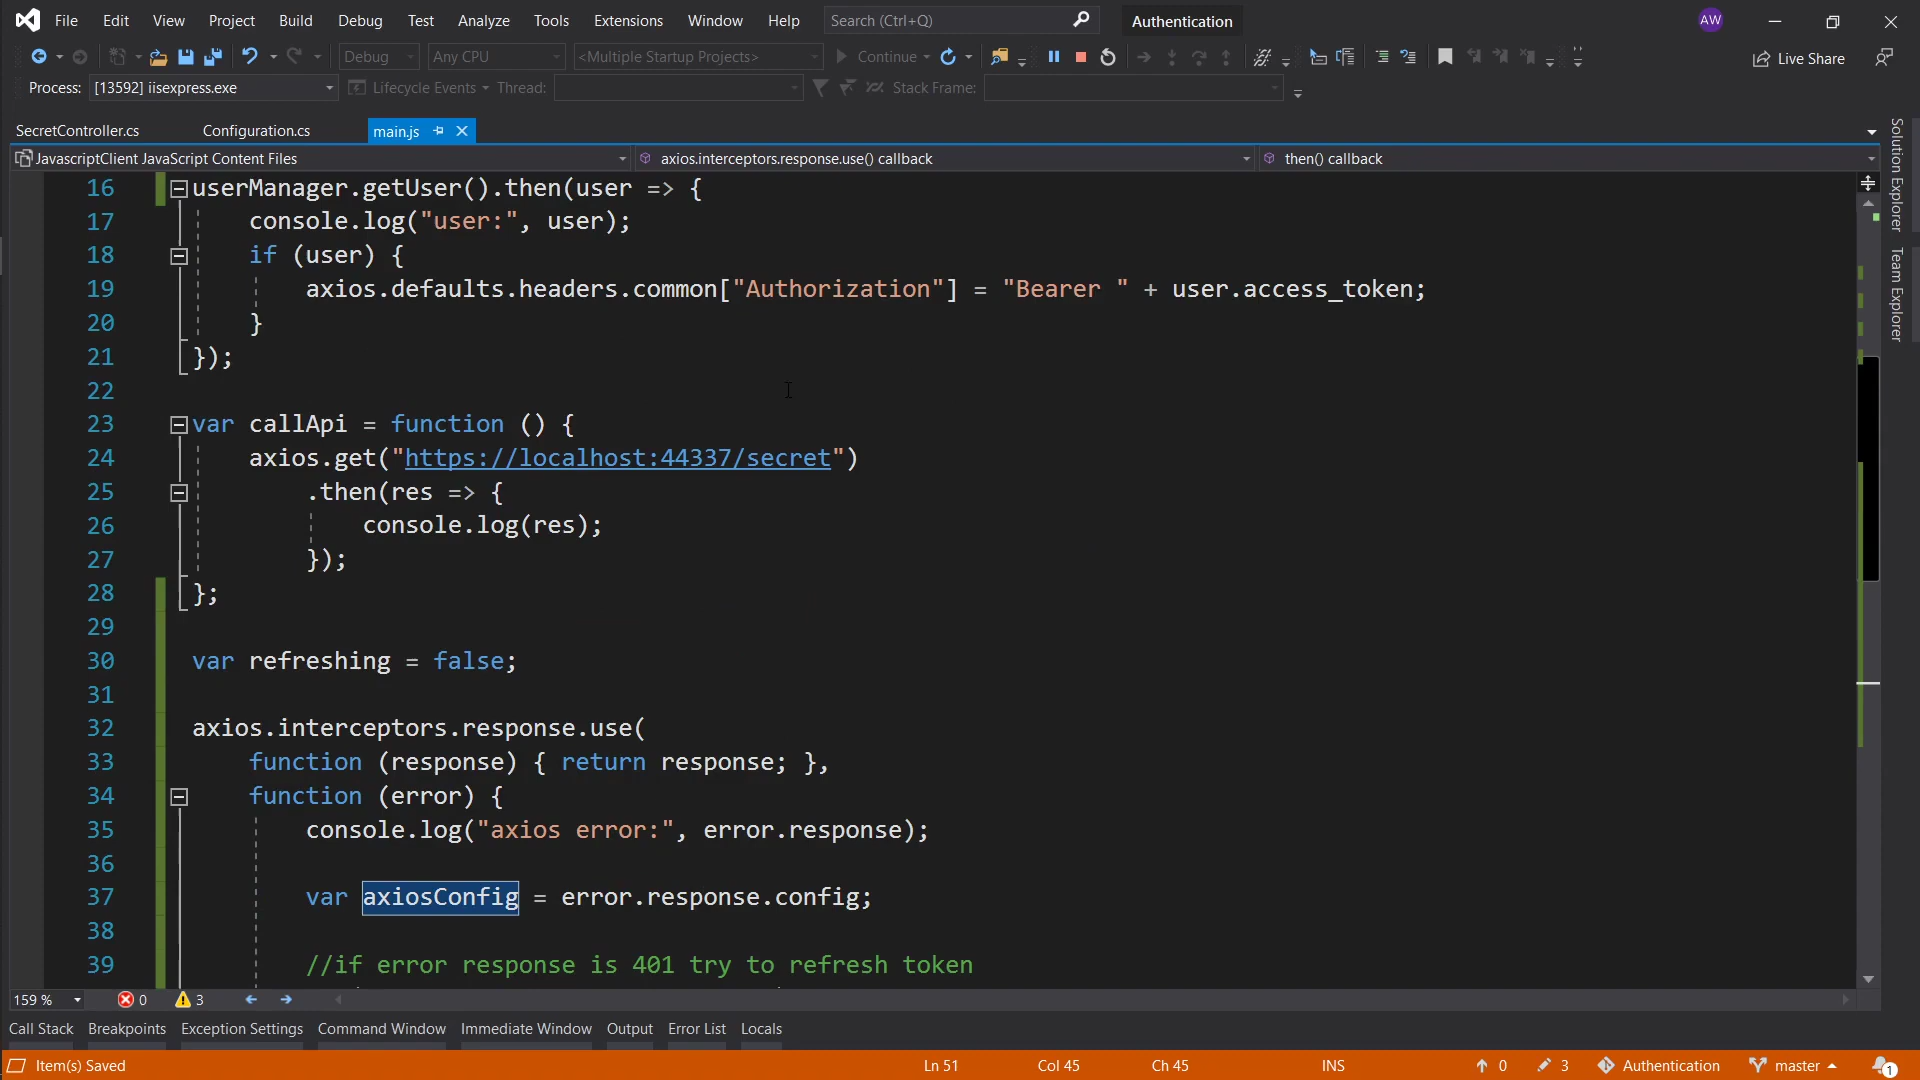 File Edit View Project Build Debug Test Analyze Tools Extensions Window Help Search (Ctrl+Q) Authentication AW
Debug Any CPU <Multiple Startup Projects> Continue Live Share
Process: [13592] iisexpress.exe Lifecycle Events Thread: Stack Frame:
SecretController.cs Configuration.cs main.js
JavascriptClient JavaScript Content Files axios.interceptors.response.use() callback then() callback
Solution Explorer
Team Explorer
16 userManager.getUser().then(user => {
17 console.log("user:", user);
18 if (user) {
19 axios.defaults.headers.common["Authorization"] = "Bearer " + user.access_token;
20 }
21 });
22
23 var callApi = function () {
24 axios.get("https://localhost:44337/secret")
25 .then(res => {
26 console.log(res);
27 });
28 };
29
30 var refreshing = false;
31
32 axios.interceptors.response.use(
33 function (response) { return response; },
34 function (error) {
35 console.log("axios error:", error.response);
36
37 var axiosConfig = error.response.config;
38
39 //if error response is 401 try to refresh token
159 % 0 3
Call Stack Breakpoints Exception Settings Command Window Immediate Window Output Error List Locals
Item(s) Saved Ln 51 Col 45 Ch 45 INS 0 3 Authentication master 1